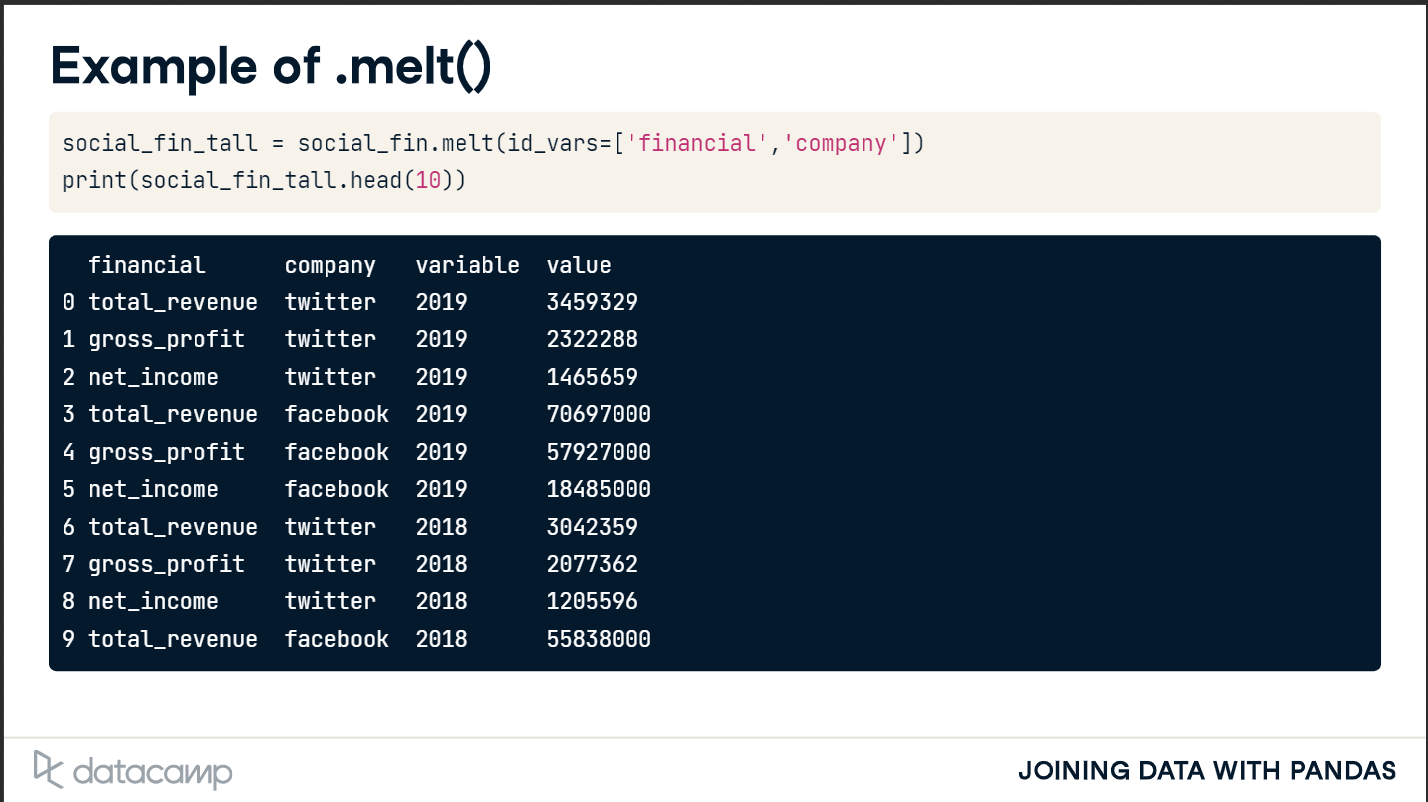 Example of .melt()
social_fin_tall = social_fin.melt(id_vars=['financial','company'])
print(social_fin_tall.head(10))
financial company variable value
0 total_revenue twitter 2019 3459329
1 gross_profit twitter 2019 2322288
2 net_income twitter 2019 1465659
3 total_revenue facebook 2019 70697000
4 gross_profit facebook 2019 57927000
5 net_income facebook 2019 18485000
6 total_revenue twitter 2018 3042359
7 gross_profit twitter 2018 2077362
8 net_income twitter 2018 1205596
9 total_revenue facebook 2018 55838000
datacamp
JOINING DATA WITH PANDAS